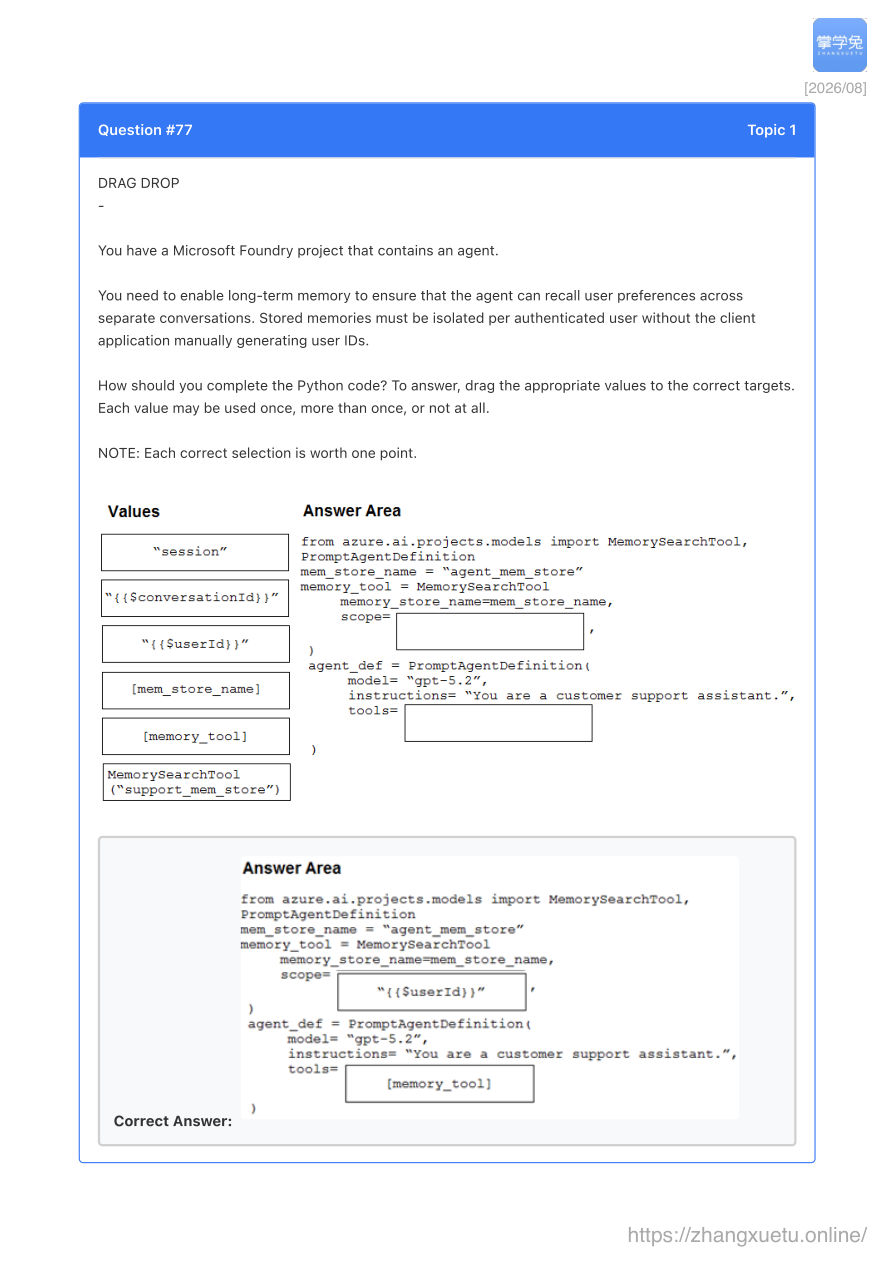 掌学兔
ZHANGXUETU
[2026/08]
Question #77 Topic 1
DRAG DROP
-
You have a Microsoft Foundry project that contains an agent.
You need to enable long-term memory to ensure that the agent can recall user preferences across
separate conversations. Stored memories must be isolated per authenticated user without the client
application manually generating user IDs.
How should you complete the Python code? To answer, drag the appropriate values to the correct targets.
Each value may be used once, more than once, or not at all.
NOTE: Each correct selection is worth one point.
Values
“session”
“{{$conversationId}}”
“{{$userId}}”
[mem_store_name]
[memory_tool]
MemorySearchTool
(“support_mem_store”)
Answer Area
from azure.ai.projects.models import MemorySearchTool,
PromptAgentDefinition
mem_store_name = “agent_mem_store”
memory_tool = MemorySearchTool
memory_store_name=mem_store_name,
scope= ,
)
agent_def = PromptAgentDefinition(
model= “gpt-5.2”,
instructions= “You are a customer support assistant.”,
tools=
)
Answer Area
from azure.ai.projects.models import MemorySearchTool,
PromptAgentDefinition
mem_store_name = “agent_mem_store”
memory_tool = MemorySearchTool
memory_store_name=mem_store_name,
scope= “{{$userId}}” ,
)
agent_def = PromptAgentDefinition(
model= “gpt-5.2”,
instructions= “You are a customer support assistant.”,
tools= [memory_tool]
)
Correct Answer:
https://zhangxuetu.online/